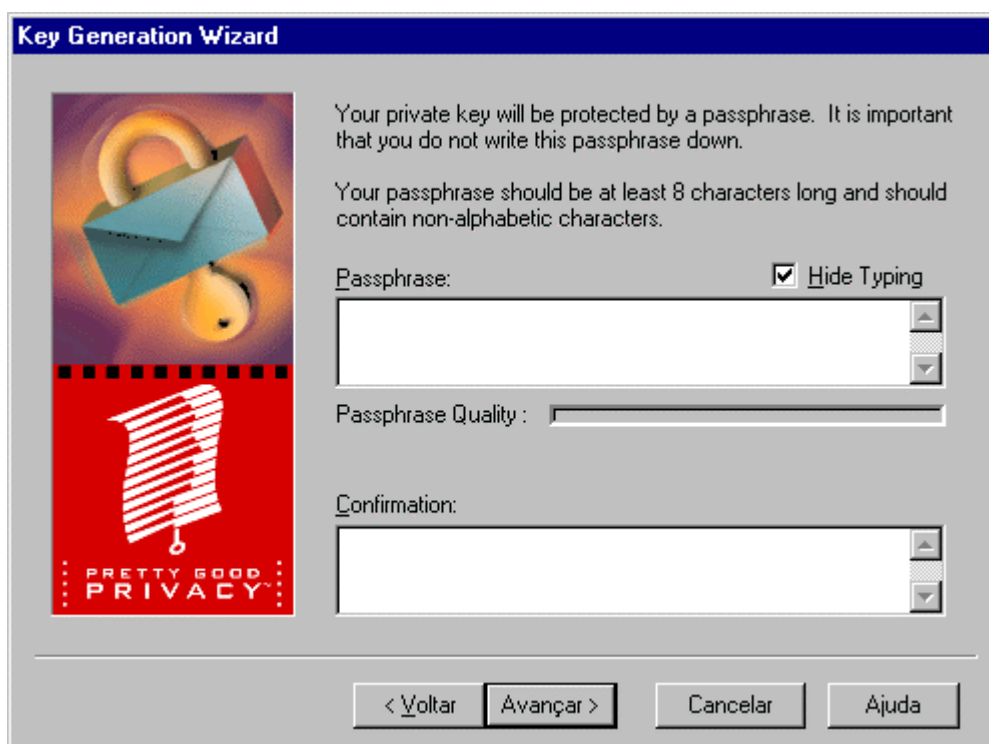 Key Generation Wizard
Your private key will be protected by a passphrase.  It is important
that you do not write this passphrase down.
Your passphrase should be at least 8 characters long and should
contain non-alphabetic characters.
Passphrase:
Hide Typing
Passphrase Quality :
Confirmation:
PRETTY GOOD
PRIVACY™
< Voltar
Avançar >
Cancelar
Ajuda